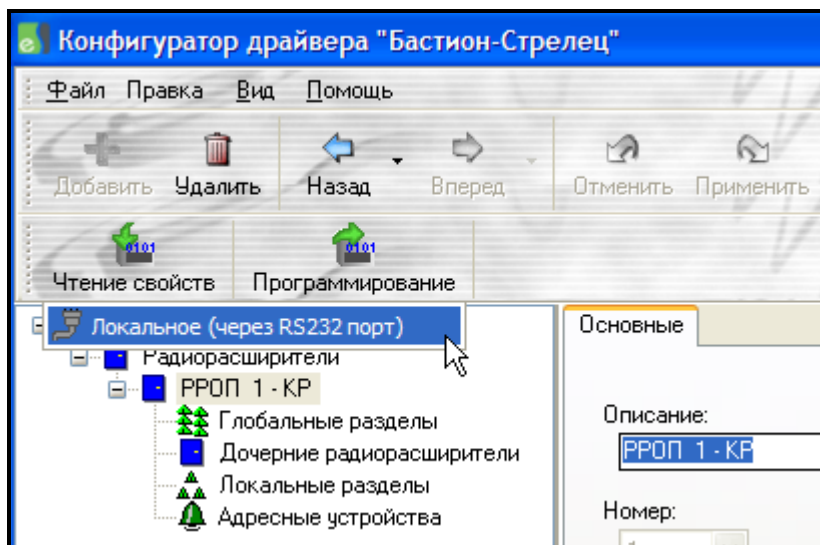 Конфигуратор драйвера "Бастион-Стрелец"
Файл Правка Вид Помощь
Добавить Удалить Назад Вперед Отменить Применить
Чтение свойств Программирование
Локальное (через RS232 порт)
Радиорасширители
РРОП 1 - КР
Глобальные разделы
Дочерние радиорасширители
Локальные разделы
Адресные устройства
Основные
Описание:
РРОП 1 - КР
Номер: